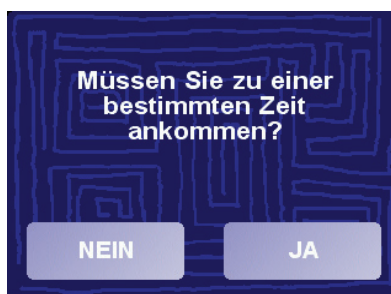 Müssen Sie zu einer
bestimmten Zeit
ankommen?
NEIN
JA